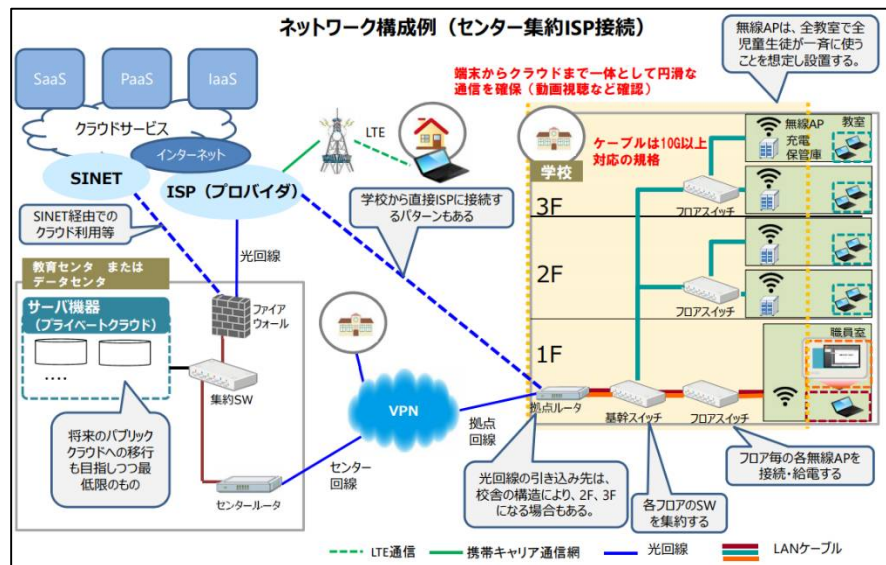 ネットワーク構成例（センター集約ISP接続）
無線APは、全教室で全
児童生徒が一斉に使う
ことを想定し設置する。
SaaS
PaaS
IaaS
クラウドサービス
インターネット
SINET
ISP（プロバイダ）
LTE
端末からクラウドまで一体として円滑な
通信を確保（動画視聴など確認）
ケーブルは10G以上
対応の規格
学校
3F
2F
1F
無線AP
充電
保管庫
教室
フロアスイッチ
フロアスイッチ
職員室
学校から直接ISPに接続す
るパターンもある
SINET経由での
クラウド利用等
光回線
教育センタ　または
データセンタ
サーバ機器
（プライベートクラウド）
‥‥
ファイア
ウォール
集約SW
将来のパブリック
クラウドへの移行
も目指しつつ最
低限のもの
センタールータ
VPN
センター
回線
拠点
回線
拠点ルータ
基幹スイッチ
フロアスイッチ
光回線の引き込み先は、
校舎の構造により、2F、3F
になる場合もある。
各フロアのSW
を集約する
フロア毎の各無線APを
接続・給電する
LTE通信
携帯キャリア通信網
光回線
LANケーブル